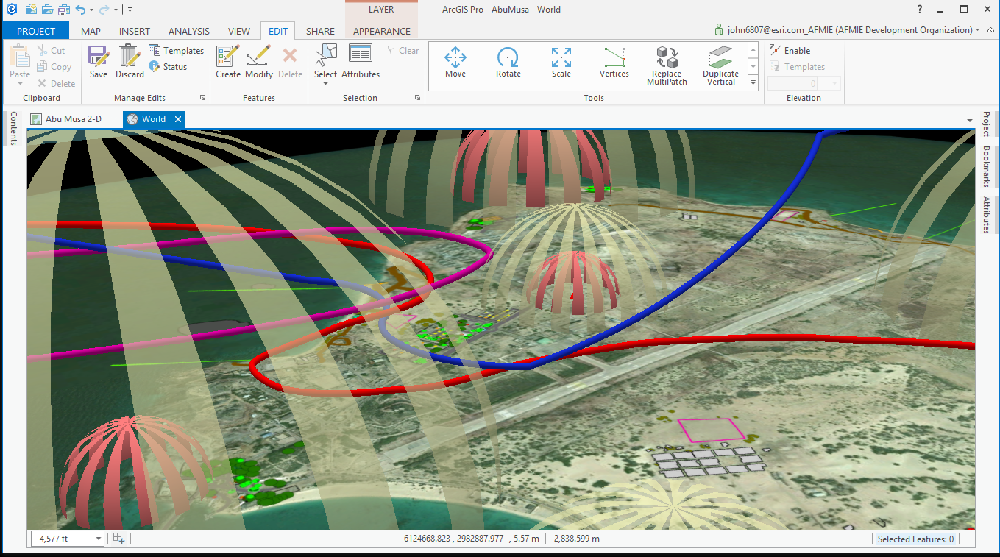 LAYER
ArcGIS Pro - AbuMusa - World
?
PROJECT MAP INSERT ANALYSIS VIEW EDIT SHARE APPEARANCE
john6807@esri.com_AFMIE (AFMIE Development Organization)
Paste
Cut
Copy
Delete
Clipboard
Save
Discard
Templates
Status
Manage Edits
Create
Modify
Delete
Features
Select
Attributes
Clear
Selection
Move
Rotate
Scale
Vertices
Replace
MultiPatch
Duplicate
Vertical
Tools
Enable
Templates
0
Elevation
Contents
Abu Musa 2-D
World
Project
Bookmarks
Attributes
4,577 ft
6124668.823 , 2982887.977 , 5.57 m
2,838.599 m
Selected Features: 0